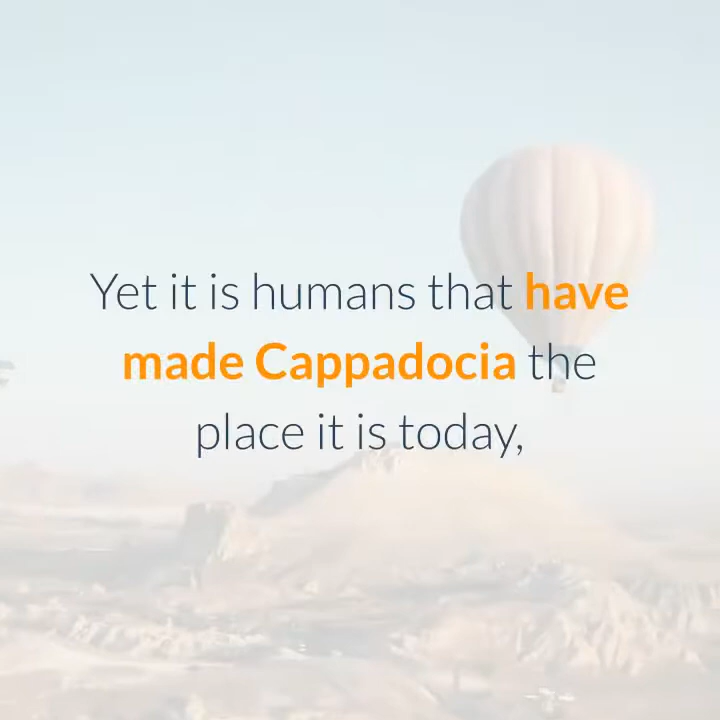 Yet it is humans that have
made Cappadocia the
place it is today,